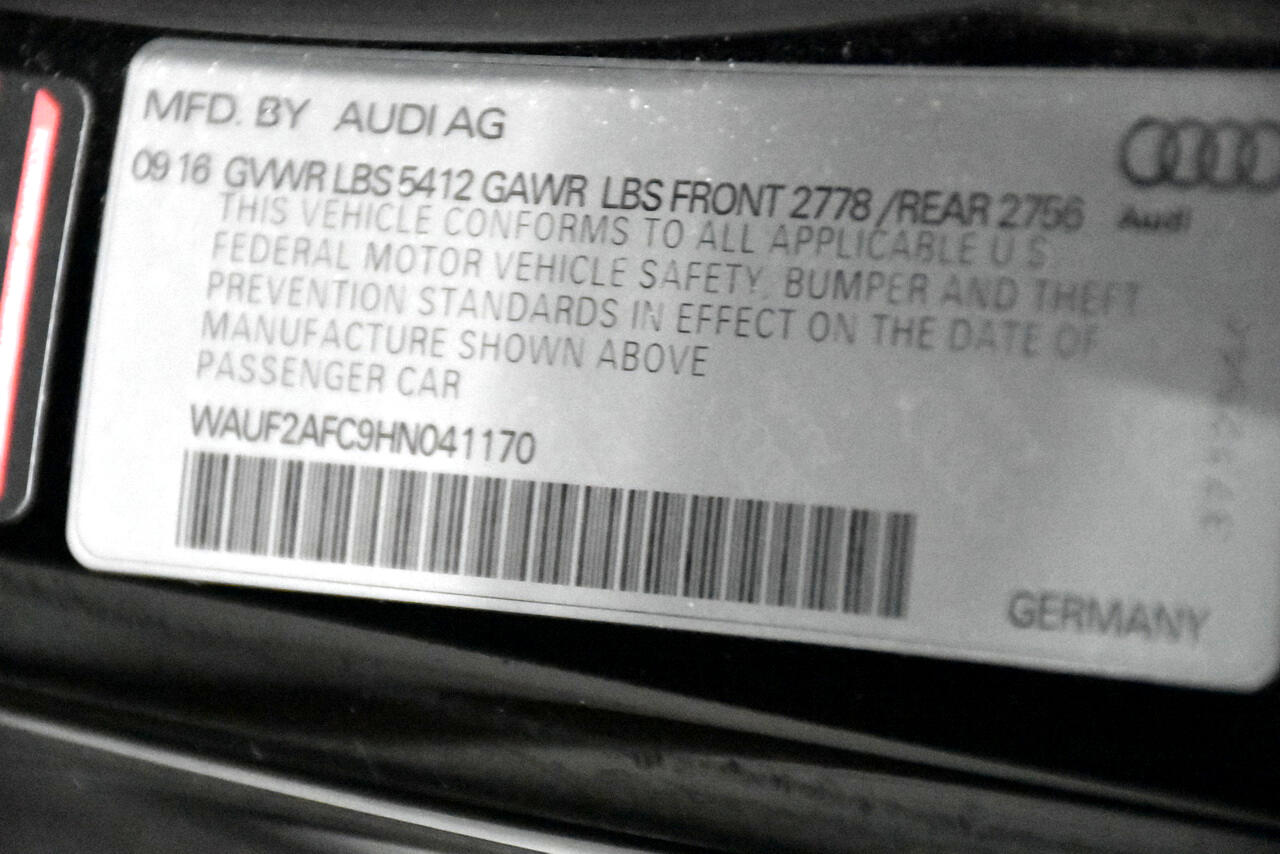 MFD. BY AUDI AG
09 16 GVWR LBS 5412 GAWR LBS FRONT 2778 /REAR 2756
Audi
THIS VEHICLE CONFORMS TO ALL APPLICABLE U S
FEDERAL MOTOR VEHICLE SAFETY, BUMPER AND THEFT
PREVENTION STANDARDS IN EFFECT ON THE DATE OF
MANUFACTURE SHOWN ABOVE
PASSENGER CAR
WAUF2AFC9HN041170
GERMANY